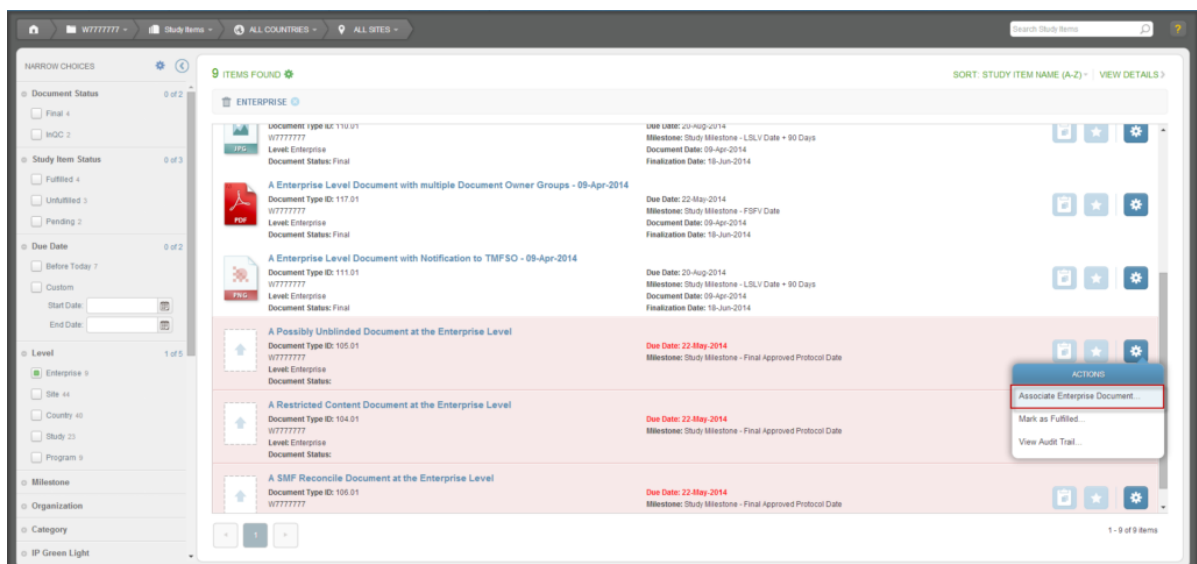 W7777777
Study Items
ALL COUNTRIES
ALL SITES
Search Study Items
?
NARROW CHOICES
Document Status 0 of 2
Final 4
InQC 2
Study Item Status 0 of 3
Fulfilled 4
Unfulfilled 3
Pending 2
Due Date 0 of 2
Before Today 7
Custom
Start Date:
End Date:
Level 1 of 5
Enterprise 9
Site 44
Country 40
Study 23
Program 9
Milestone
Organization
Category
IP Green Light
9 ITEMS FOUND
SORT: STUDY ITEM NAME (A-Z) VIEW DETAILS >
ENTERPRISE
JPG
Document Type ID: 110.01
W7777777
Level: Enterprise
Document Status: Final
Due Date: 20-Aug-2014
Milestone: Study Milestone - LSLV Date + 90 Days
Document Date: 09-Apr-2014
Finalization Date: 18-Jun-2014
A Enterprise Level Document with multiple Document Owner Groups - 09-Apr-2014
PDF
Document Type ID: 117.01
W7777777
Level: Enterprise
Document Status: Final
Due Date: 22-May-2014
Milestone: Study Milestone - FSFV Date
Document Date: 09-Apr-2014
Finalization Date: 18-Jun-2014
A Enterprise Level Document with Notification to TMFSO - 09-Apr-2014
PNG
Document Type ID: 111.01
W7777777
Level: Enterprise
Document Status: Final
Due Date: 20-Aug-2014
Milestone: Study Milestone - LSLV Date + 90 Days
Document Date: 09-Apr-2014
Finalization Date: 18-Jun-2014
A Possibly Unblinded Document at the Enterprise Level
Document Type ID: 105.01
W7777777
Level: Enterprise
Document Status:
Due Date: 22-May-2014
Milestone: Study Milestone - Final Approved Protocol Date
ACTIONS
Associate Enterprise Document...
Mark as Fulfilled...
View Audit Trail...
A Restricted Content Document at the Enterprise Level
Document Type ID: 104.01
W7777777
Level: Enterprise
Document Status:
Due Date: 22-May-2014
Milestone: Study Milestone - Final Approved Protocol Date
A SMF Reconcile Document at the Enterprise Level
Document Type ID: 106.01
W7777777
Due Date: 22-May-2014
Milestone: Study Milestone - Final Approved Protocol Date
< 1 >
1 - 9 of 9 items